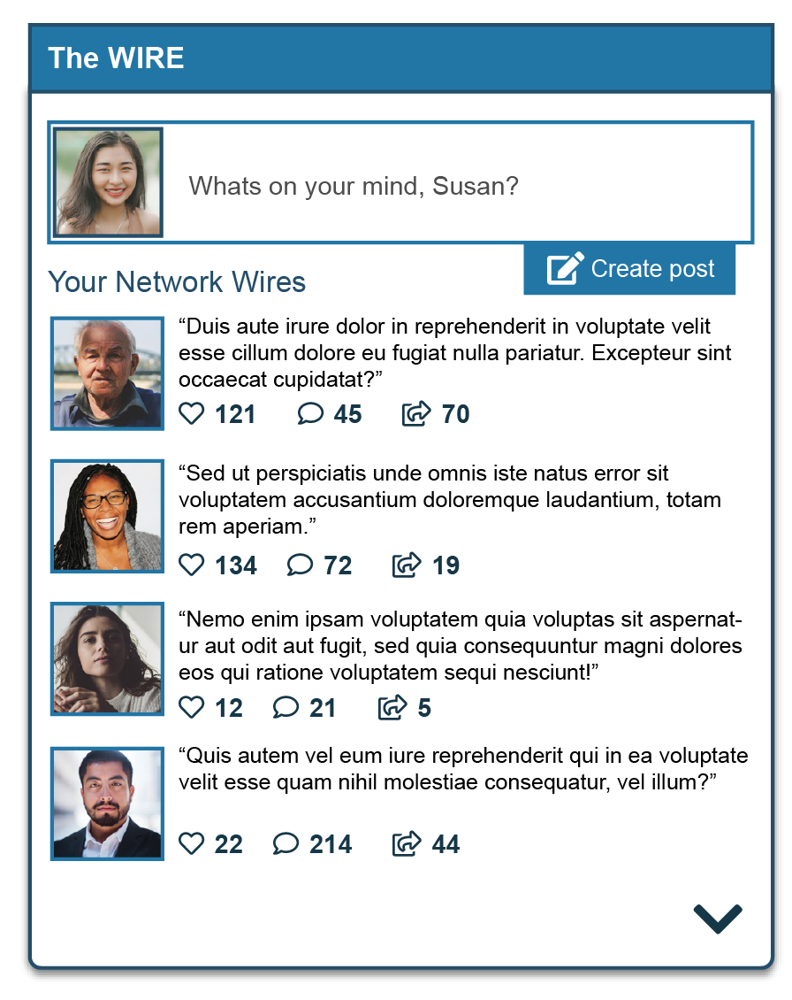 The WIRE
Whats on your mind, Susan?
Create post
Your Network Wires
“Duis aute irure dolor in reprehenderit in voluptate velit
esse cillum dolore eu fugiat nulla pariatur. Excepteur sint
occaecat cupidatat?”
121 45 70
“Sed ut perspiciatis unde omnis iste natus error sit
voluptatem accusantium doloremque laudantium, totam
rem aperiam.”
134 72 19
“Nemo enim ipsam voluptatem quia voluptas sit aspernat-
ur aut odit aut fugit, sed quia consequuntur magni dolores
eos qui ratione voluptatem sequi nesciunt!”
12 21 5
“Quis autem vel eum iure reprehenderit qui in ea voluptate
velit esse quam nihil molestiae consequatur, vel illum?”
22 214 44